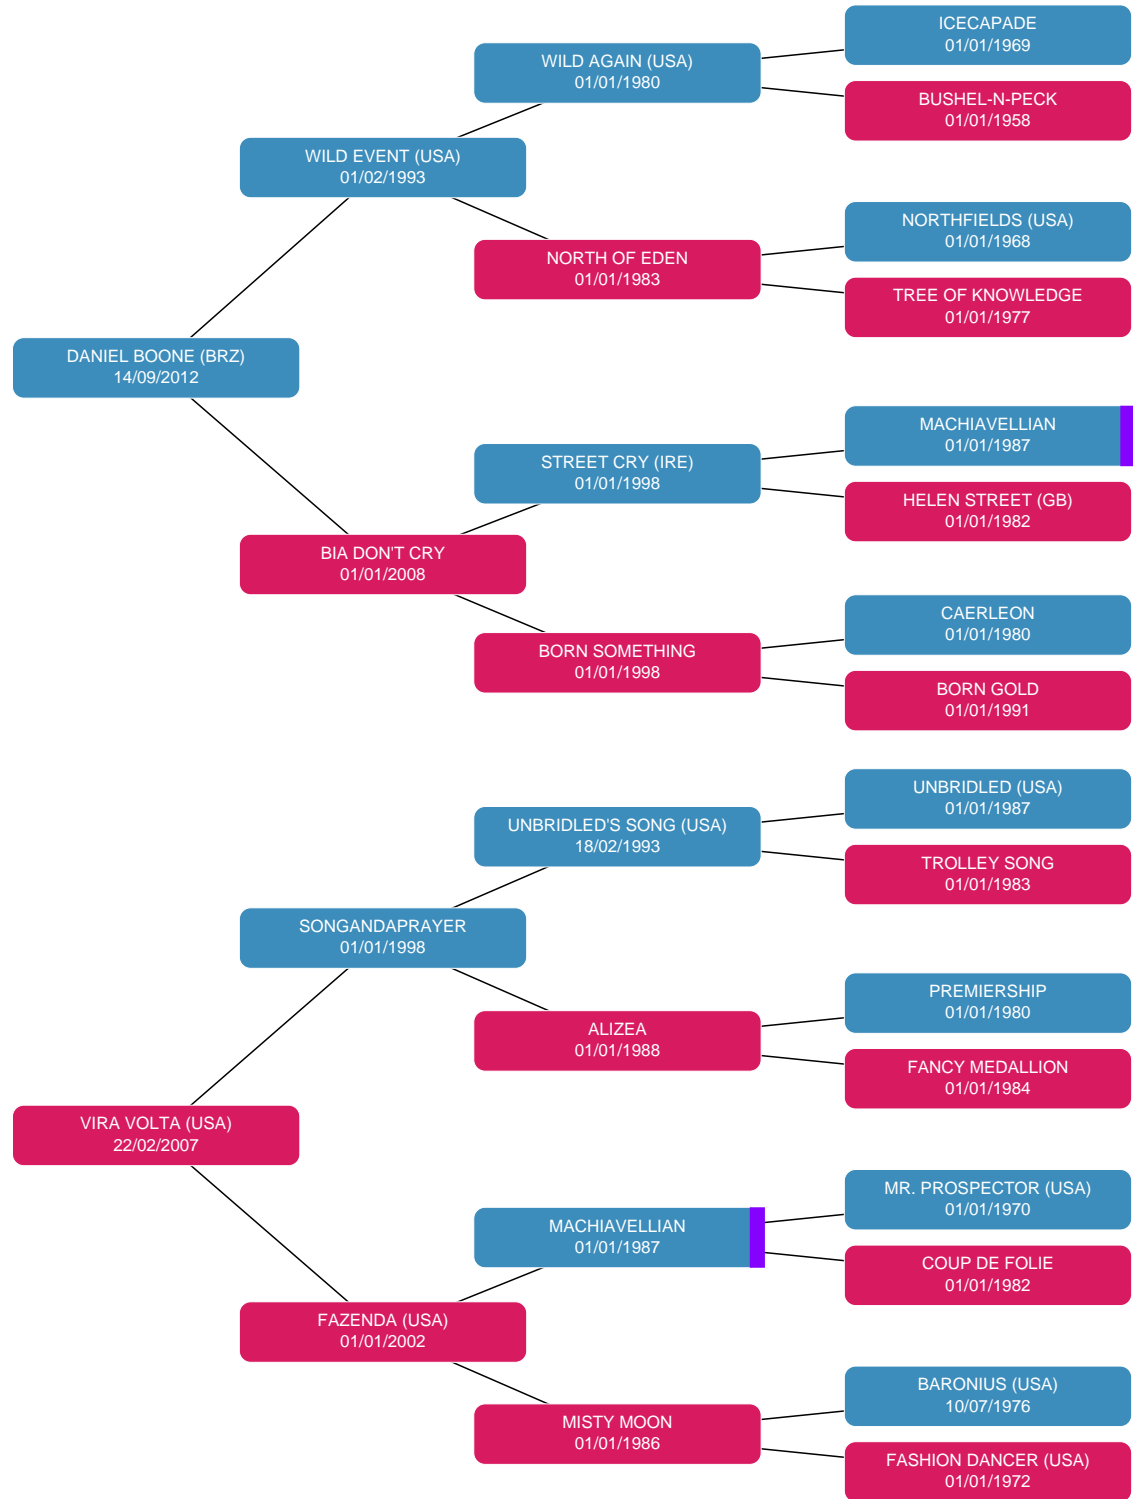 ICECAPADE
01/01/1969
WILD AGAIN (USA)
01/01/1980
BUSHEL-N-PECK
01/01/1958
WILD EVENT (USA)
01/02/1993
NORTHFIELDS (USA)
01/01/1968
NORTH OF EDEN
01/01/1983
TREE OF KNOWLEDGE
01/01/1977
DANIEL BOONE (BRZ)
14/09/2012
MACHIAVELLIAN
01/01/1987
STREET CRY (IRE)
01/01/1998
HELEN STREET (GB)
01/01/1982
BIA DON'T CRY
01/01/2008
CAERLEON
01/01/1980
BORN SOMETHING
01/01/1998
BORN GOLD
01/01/1991
UNBRIDLED (USA)
01/01/1987
UNBRIDLED'S SONG (USA)
18/02/1993
TROLLEY SONG
01/01/1983
SONGANDAPRAYER
01/01/1998
PREMIERSHIP
01/01/1980
ALIZEA
01/01/1988
FANCY MEDALLION
01/01/1984
VIRA VOLTA (USA)
22/02/2007
MR. PROSPECTOR (USA)
01/01/1970
MACHIAVELLIAN
01/01/1987
COUP DE FOLIE
01/01/1982
FAZENDA (USA)
01/01/2002
BARONIUS (USA)
10/07/1976
MISTY MOON
01/01/1986
FASHION DANCER (USA)
01/01/1972